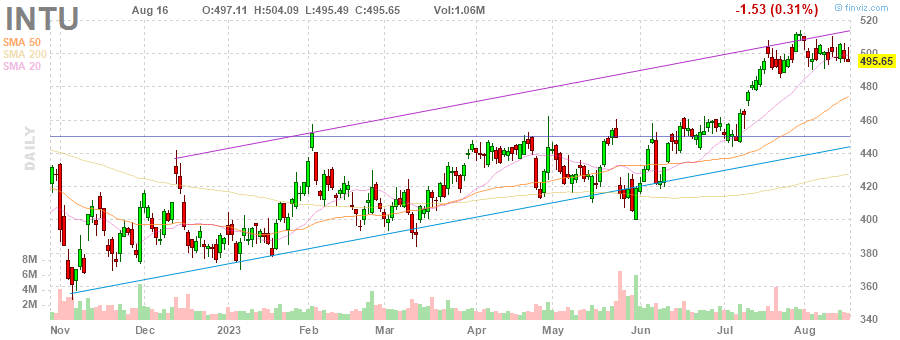 INTU
Aug 16 O:497.11 H:504.09 L:495.49 C:495.65 Vol:1.06M
-1.53 (0.31%)
© finviz.com
SMA 50
SMA 200
SMA 20
DAILY
520
500
495.65
480
460
440
420
400
380
360
340
8M
6M
4M
2M
Nov Dec 2023 Feb Mar Apr May Jun Jul Aug